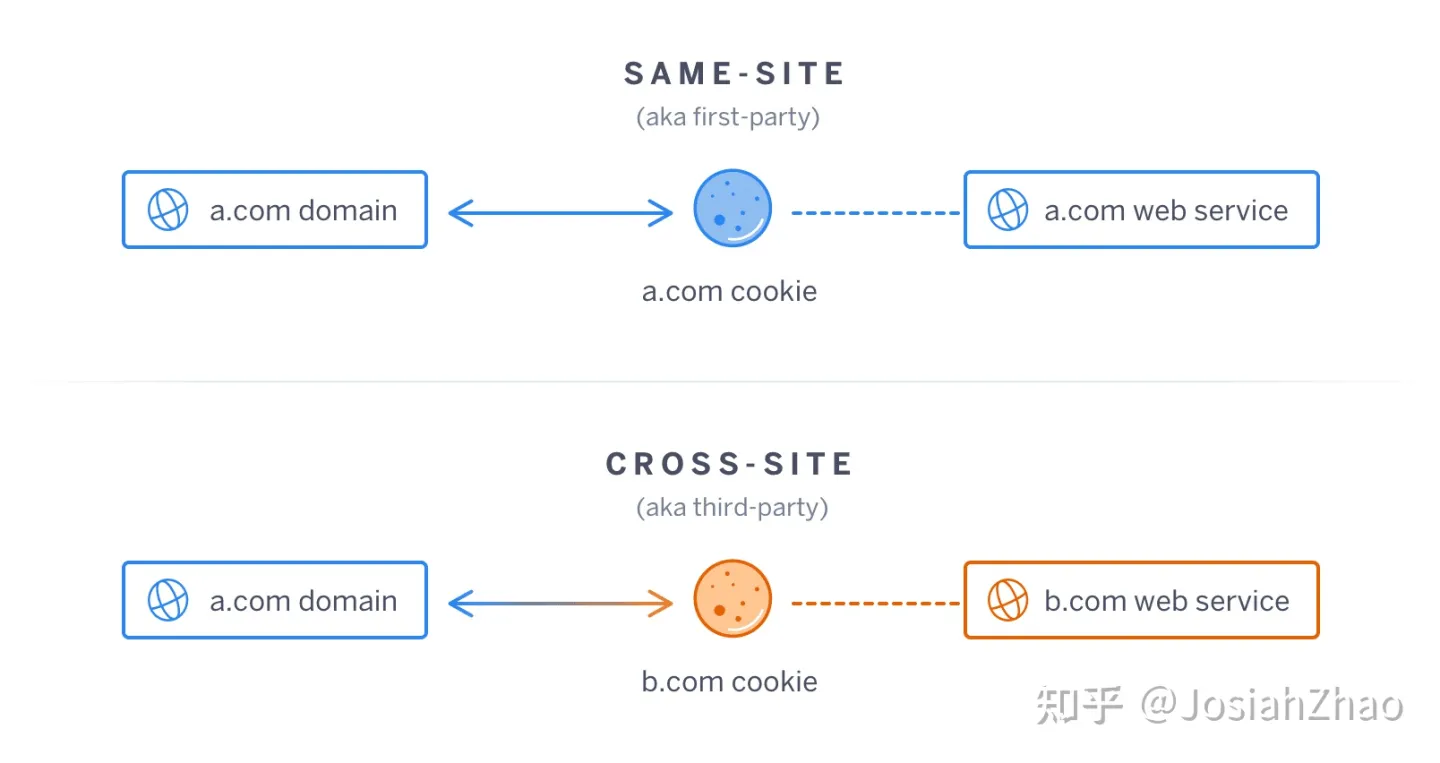 SAME-SITE
(aka first-party)
a.com domain
a.com web service
a.com cookie
CROSS-SITE
(aka third-party)
a.com domain
b.com web service
b.com cookie
知乎 @JosiahZhao